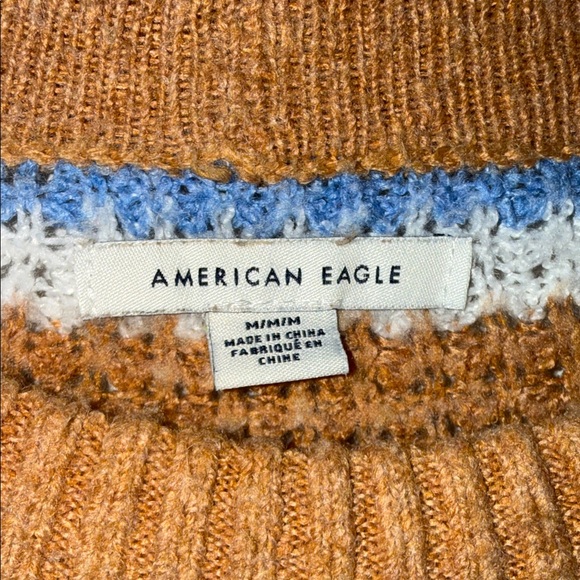 AMERICAN EAGLE
M/M/M
MADE IN CHINA
FABRIQUÉ EN
CHINE